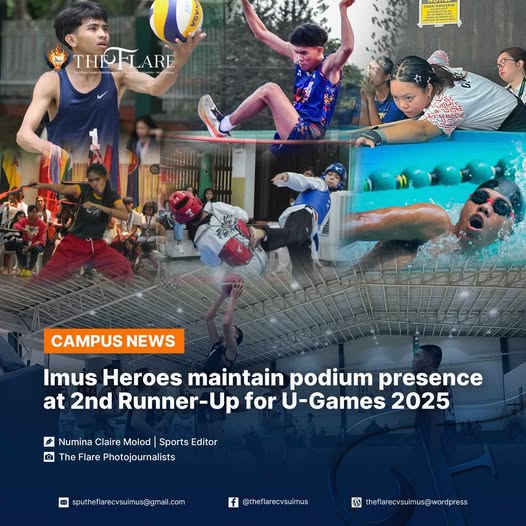 THE FLARE
CAMPUS NEWS
Imus Heroes maintain podium presence
at 2nd Runner-Up for U-Games 2025
Numina Claire Molod | Sports Editor
The Flare Photojournalists
sputheflarecvsuimus@gmail.com
@theflarecvsuimus
theflarecvsuimus@wordpress